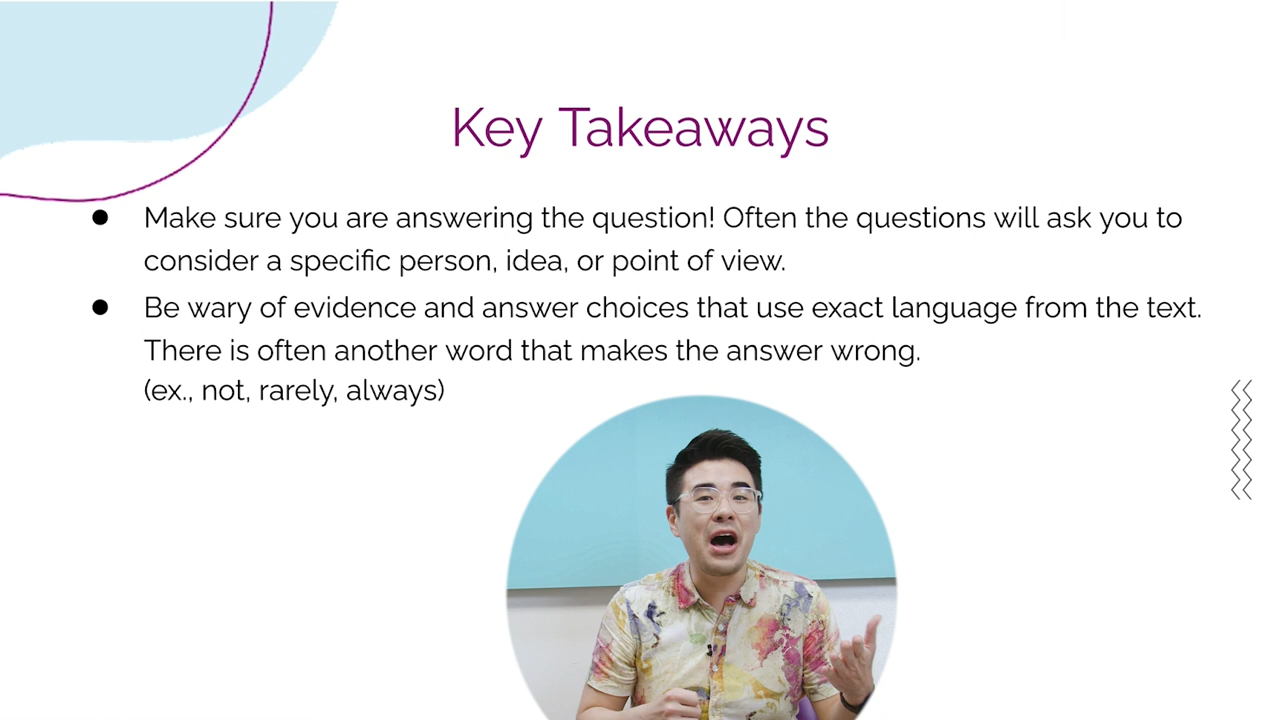 Key Takeaways
● Make sure you are answering the question! Often the questions will ask you to
consider a specific person, idea, or point of view.
● Be wary of evidence and answer choices that use exact language from the text.
There is often another word that makes the answer wrong.
(ex., not, rarely, always)